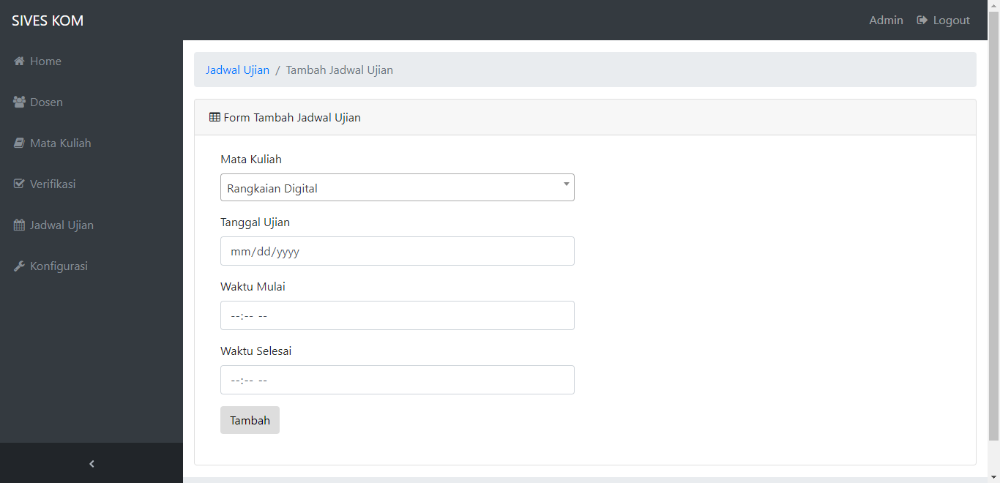 SIVES KOM
Admin Logout
Home
Dosen
Mata Kuliah
Verifikasi
Jadwal Ujian
Konfigurasi
Jadwal Ujian / Tambah Jadwal Ujian
Form Tambah Jadwal Ujian
Mata Kuliah
Rangkaian Digital
Tanggal Ujian
mm/dd/yyyy
Waktu Mulai
--:-- --
Waktu Selesai
--:-- --
Tambah